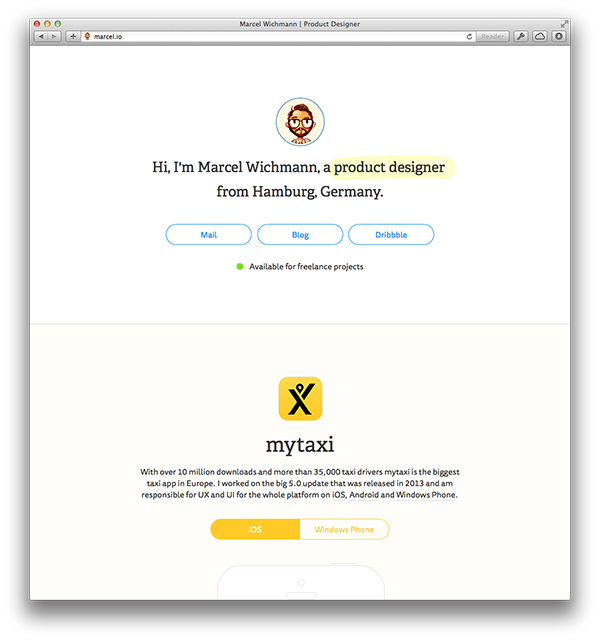 Marcel Wichmann | Product Designer
marcel.io
Reader
Hi, I'm Marcel Wichmann, a product designer
from Hamburg, Germany.
Mail
Blog
Dribbble
Available for freelance projects
mytaxi
With over 10 million downloads and more than 35,000 taxi drivers mytaxi is the biggest
taxi app in Europe. I worked on the big 5.0 update that was released in 2013 and am
responsible for UX and UI for the whole platform on iOS, Android and Windows Phone.
iOS
Windows Phone